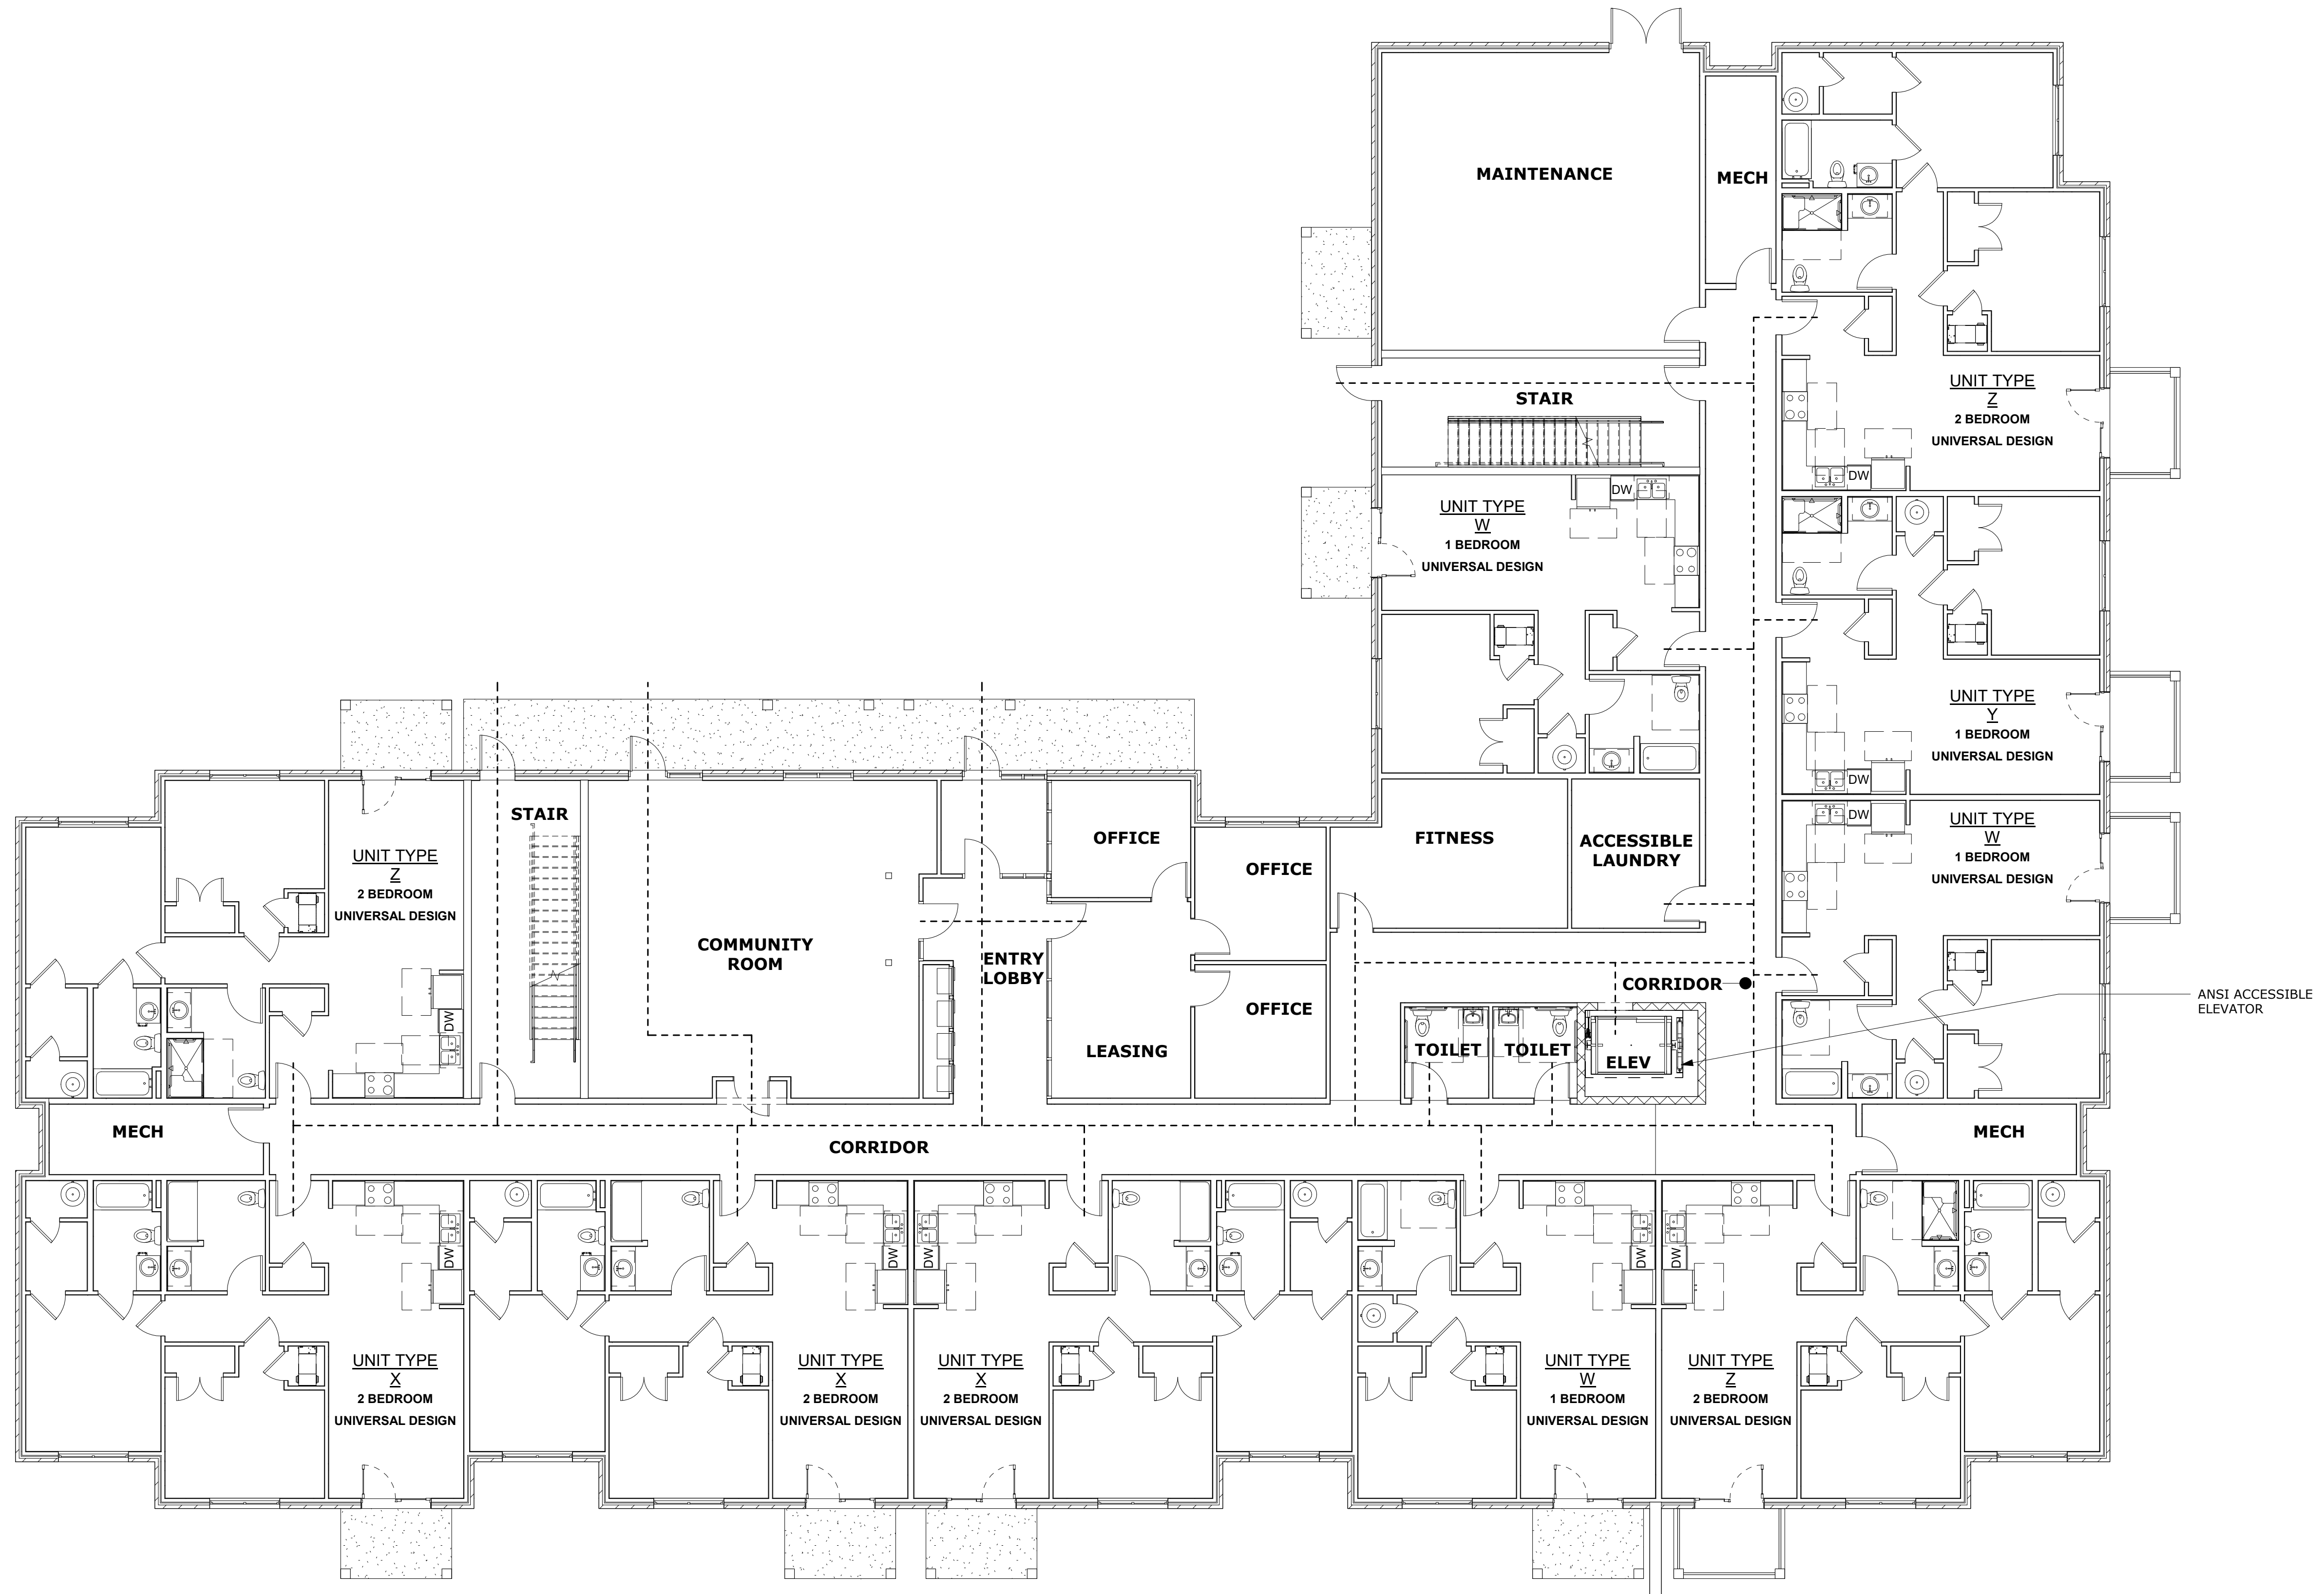 MAINTENANCE
MECH
STAIR
UNIT TYPE
Z
2 BEDROOM
UNIVERSAL DESIGN
DW
DW
UNIT TYPE
W
1 BEDROOM
UNIVERSAL DESIGN
UNIT TYPE
Y
1 BEDROOM
UNIVERSAL DESIGN
DW
DW
UNIT TYPE
W
1 BEDROOM
UNIVERSAL DESIGN
STAIR
UNIT TYPE
Z
2 BEDROOM
UNIVERSAL DESIGN
DW
COMMUNITY
ROOM
ENTRY
LOBBY
OFFICE
OFFICE
OFFICE
LEASING
FITNESS
ACCESSIBLE
LAUNDRY
CORRIDOR
TOILET
TOILET
ELEV
ANSI ACCESSIBLE
ELEVATOR
MECH
CORRIDOR
MECH
DW
DW
DW
DW
DW
UNIT TYPE
X
2 BEDROOM
UNIVERSAL DESIGN
UNIT TYPE
X
2 BEDROOM
UNIVERSAL DESIGN
UNIT TYPE
X
2 BEDROOM
UNIVERSAL DESIGN
UNIT TYPE
W
1 BEDROOM
UNIVERSAL DESIGN
UNIT TYPE
Z
2 BEDROOM
UNIVERSAL DESIGN